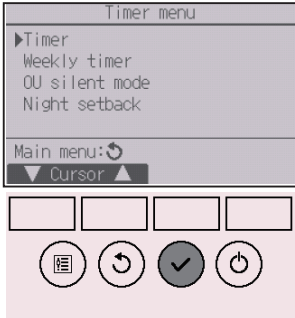 Timer menu
▶Timer
Weekly timer
OU silent mode
Night setback
Main menu:
▼ Cursor ▲